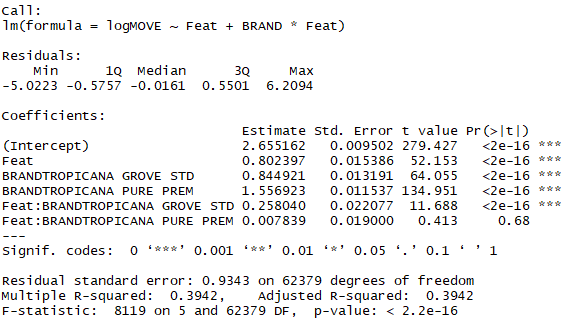 Call:
lm(formula = logMOVE ~ Feat + BRAND * Feat)
Residuals:
Min 1Q Median 3Q Max
-5.0223 -0.5757 -0.0161 0.5501 6.2094
Coefficients:
Estimate Std. Error t value Pr(>|t|)
(Intercept) 2.655162 0.009502 279.427 <2e-16 ***
Feat 0.802397 0.015386 52.153 <2e-16 ***
BRANDTROPICANA GROVE STD 0.844921 0.013191 64.055 <2e-16 ***
BRANDTROPICANA PURE PREM 1.556923 0.011537 134.951 <2e-16 ***
Feat:BRANDTROPICANA GROVE STD 0.258040 0.022077 11.688 <2e-16 ***
Feat:BRANDTROPICANA PURE PREM 0.007839 0.019000 0.413 0.68
---
Signif. codes: 0 ‘***’ 0.001 ‘**’ 0.01 ‘*’ 0.05 ‘.’ 0.1 ‘ ’ 1
Residual standard error: 0.9343 on 62379 degrees of freedom
Multiple R-squared: 0.3942, Adjusted R-squared: 0.3942
F-statistic: 8119 on 5 and 62379 DF, p-value: < 2.2e-16